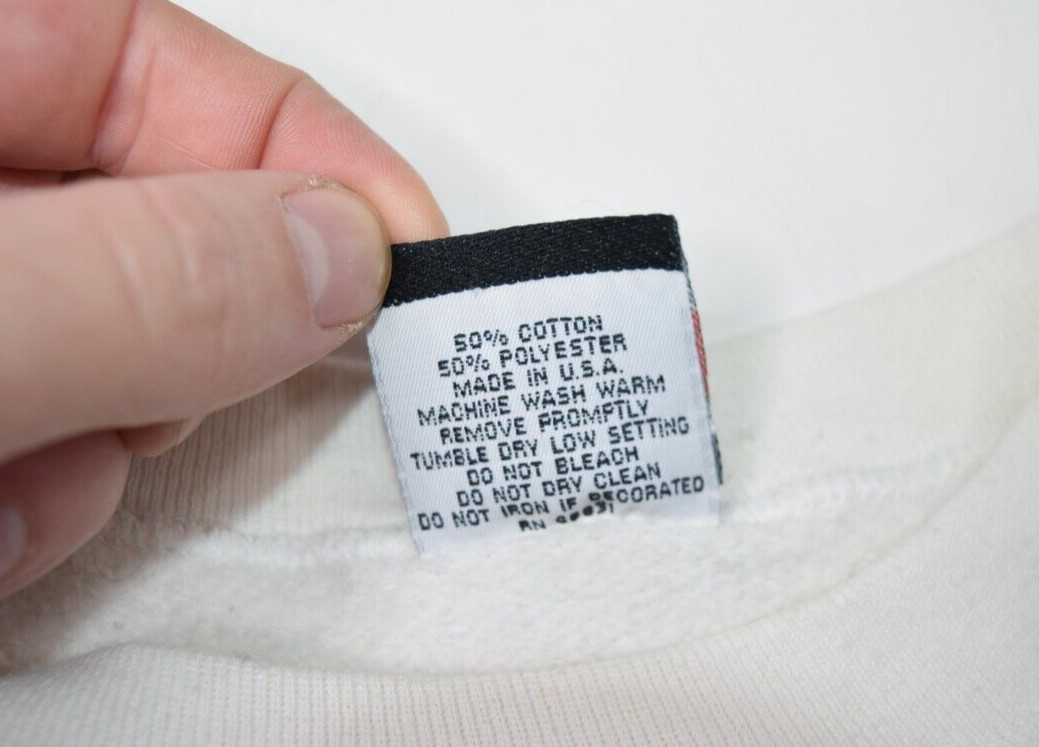 50% COTTON
50% POLYESTER
MADE IN U.S.A.
MACHINE WASH WARM
REMOVE PROMPTLY
TUMBLE DRY LOW SETTING
DO NOT BLEACH
DO NOT DRY CLEAN
DO NOT IRON IF DECORATED
RN